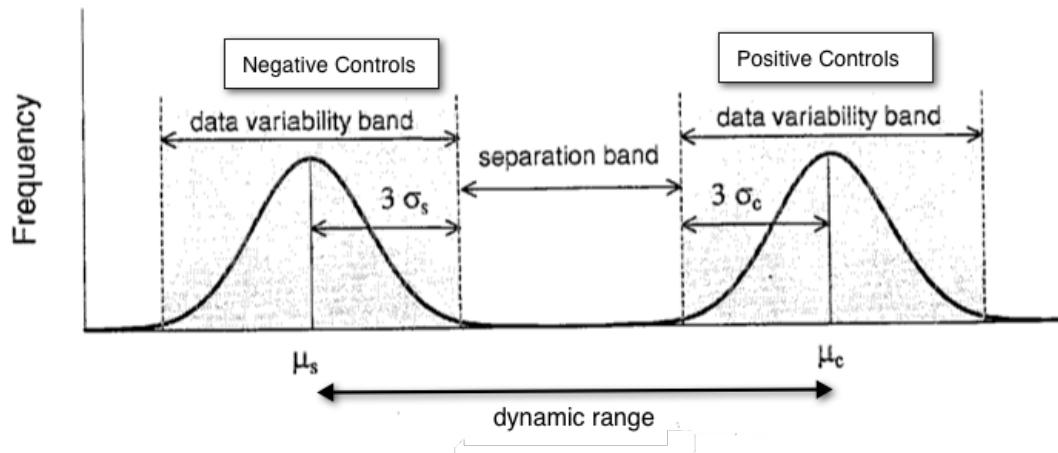 Negative Controls
Positive Controls
data variability band
data variability band
separation band
Frequency
3 σs
3 σc
μs
μc
dynamic range